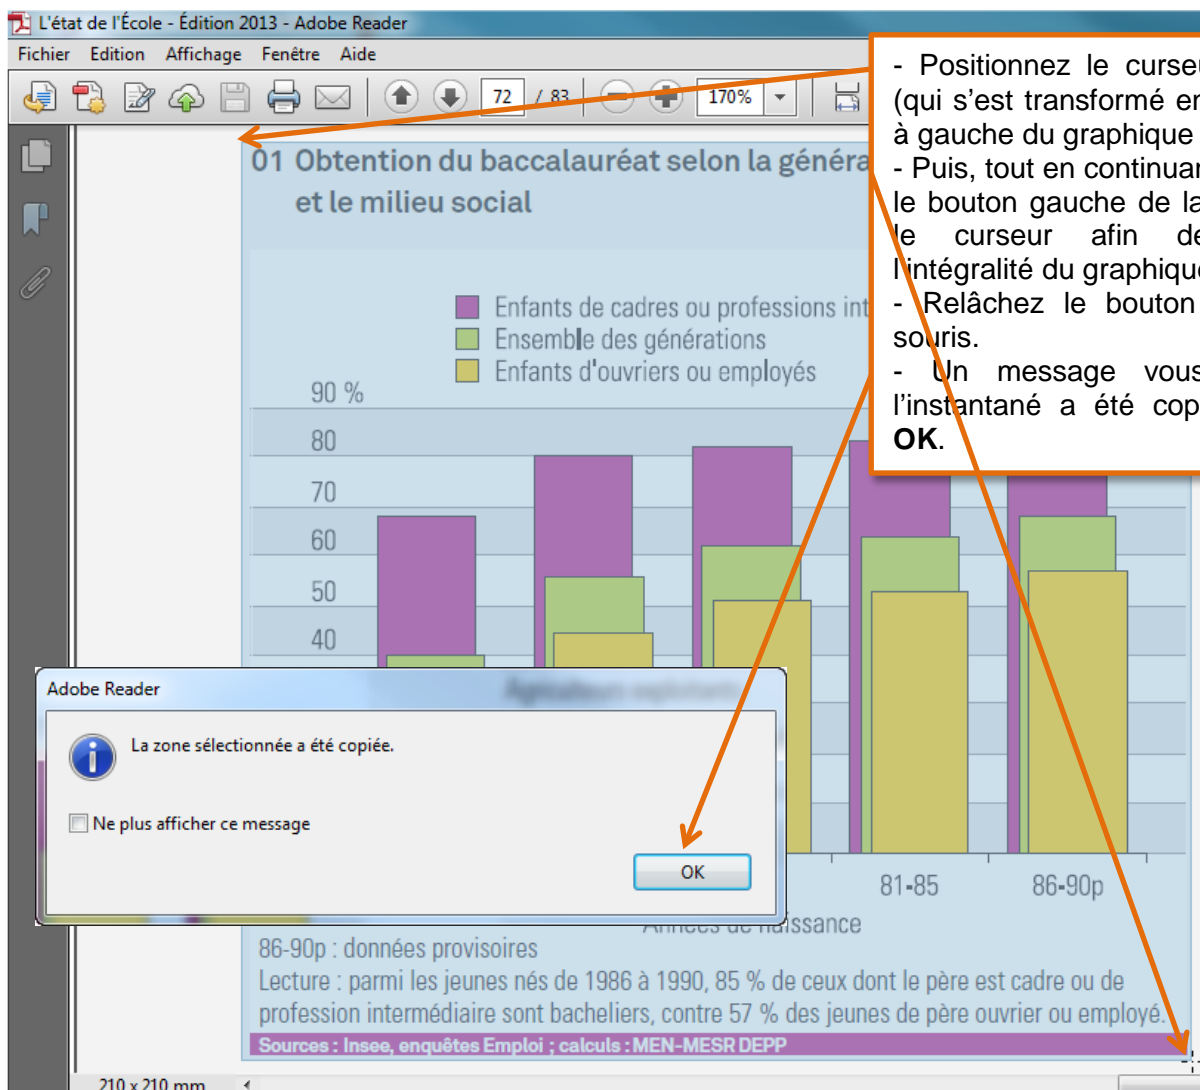 L'état de l'École - Édition 2013 - Adobe Reader
Fichier Edition Affichage Fenêtre Aide
72 / 83 170%
- Positionnez le curseu
(qui s’est transformé en
à gauche du graphique
- Puis, tout en continuan
le bouton gauche de la
le curseur afin de
l’intégralité du graphique
- Relâchez le bouton
souris.
- Un message vous
l’instantané a été cop
OK.
01 Obtention du baccalauréat selon la généra
et le milieu social
Enfants de cadres ou professions int
Ensemble des générations
Enfants d'ouvriers ou employés
90 %
80
70
60
50
40
Adobe Reader
Agriculteurs exploitants
La zone sélectionnée a été copiée.
Ne plus afficher ce message
OK
81-85 86-90p
Années de naissance
86-90p : données provisoires
Lecture : parmi les jeunes nés de 1986 à 1990, 85 % de ceux dont le père est cadre ou de
profession intermédiaire sont bacheliers, contre 57 % des jeunes de père ouvrier ou employé.
Sources : Insee, enquêtes Emploi ; calculs : MEN-MESR DEPP
210 x 210 mm